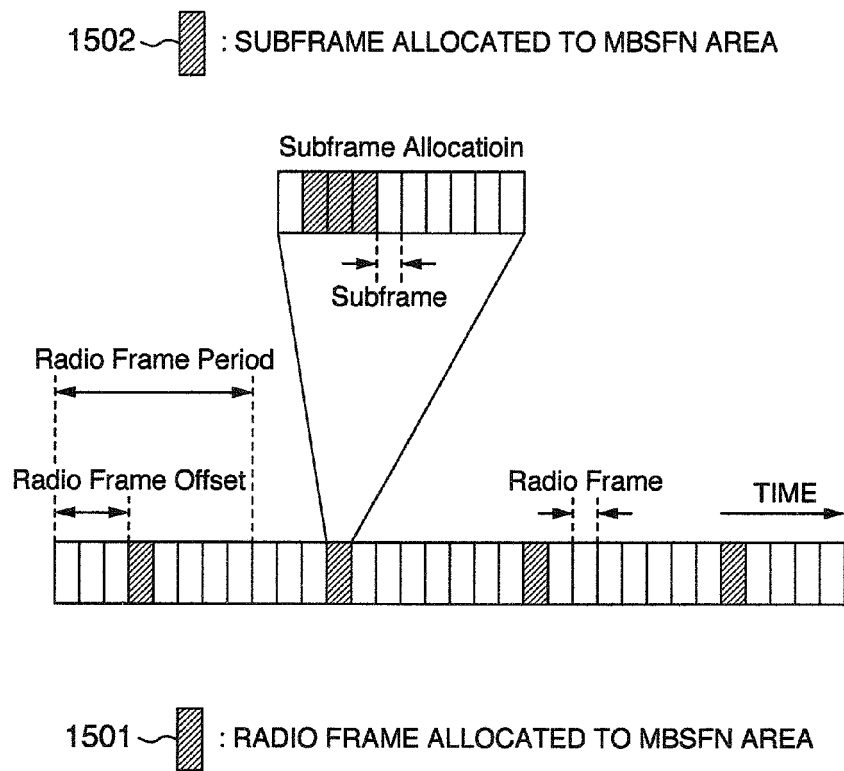 1502 : SUBFRAME ALLOCATED TO MBSFN AREA
Subframe Allocatioin
Subframe
Radio Frame Period
Radio Frame Offset
Radio Frame
TIME
1501 : RADIO FRAME ALLOCATED TO MBSFN AREA